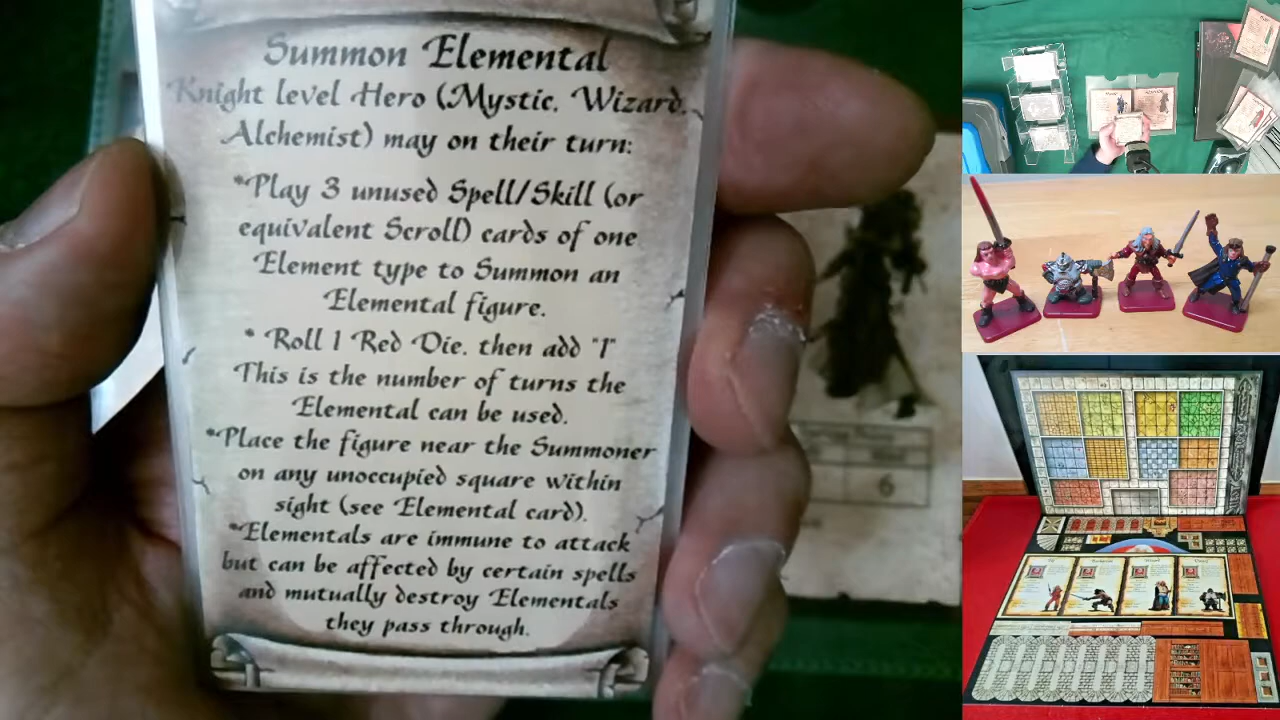 Summon Elemental
Knight level Hero (Mystic, Wizard,
Alchemist) may on their turn:
*Play 3 unused Spell/Skill (or
equivalent Scroll) cards of one
Element type to Summon an
Elemental figure.
* Roll 1 Red Die, then add "1"
This is the number of turns the
Elemental can be used.
*Place the figure near the Summoner
on any unoccupied square within
sight (see Elemental card).
*Elementals are immune to attack
but can be affected by certain spells
and mutually destroy Elementals
they pass through.
6